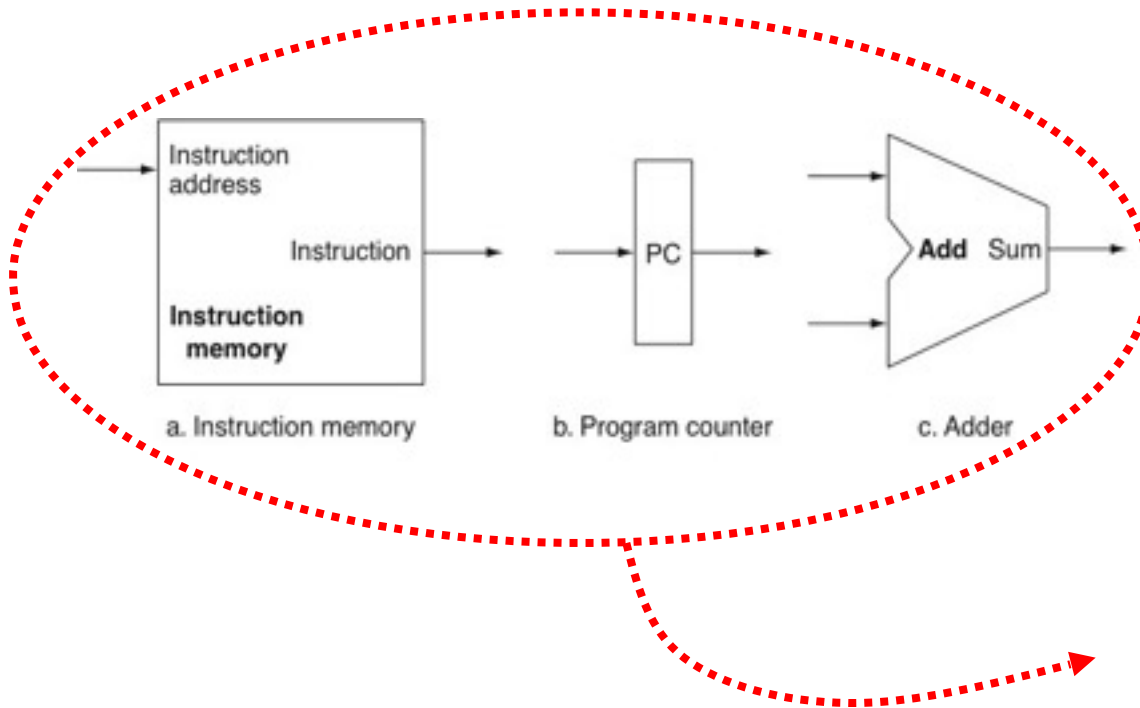 Instruction
address
Instruction
Instruction
memory
a. Instruction memory
PC
b. Program counter
Add Sum
c. Adder